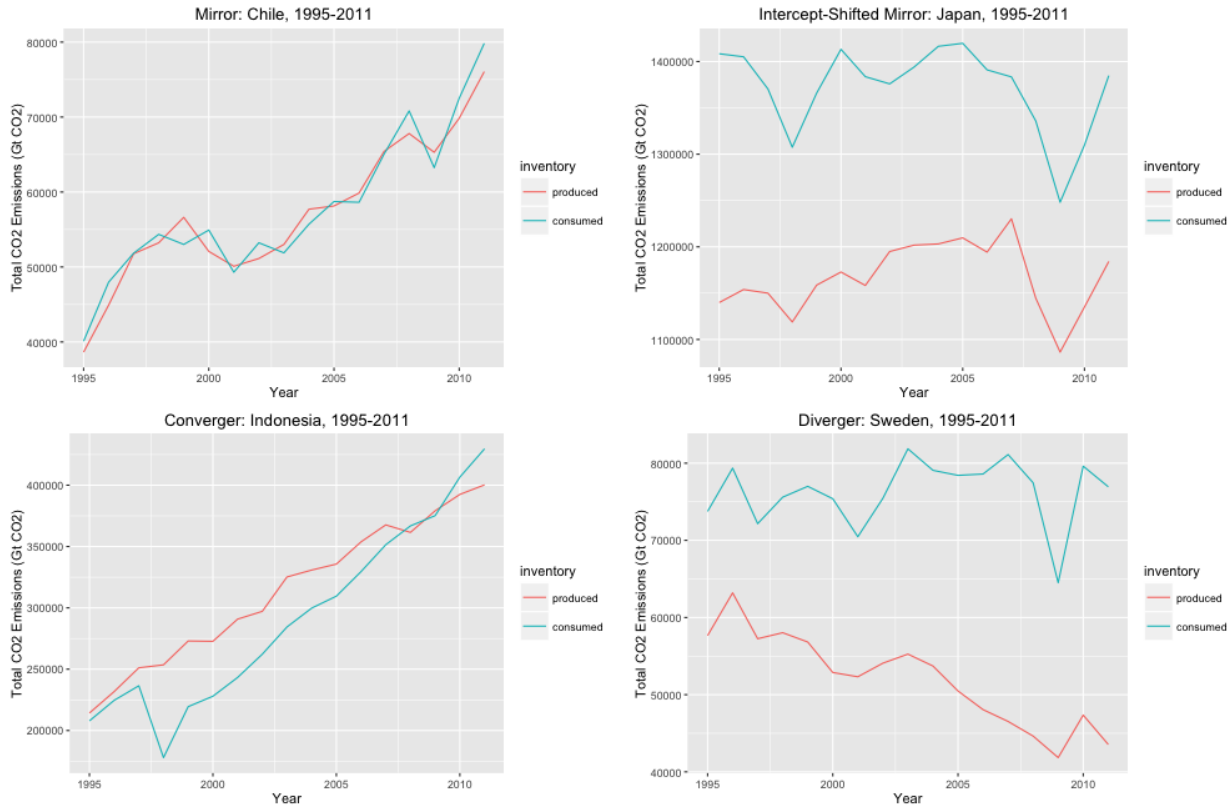 Mirror: Chile, 1995-2011
Total CO2 Emissions (Gt CO2)
80000
70000
60000
50000
40000
1995
2000
2005
2010
Year
inventory
produced
consumed
Intercept-Shifted Mirror: Japan, 1995-2011
Total CO2 Emissions (Gt CO2)
1400000
1300000
1200000
1100000
1995
2000
2005
2010
Year
inventory
produced
consumed
Converger: Indonesia, 1995-2011
Total CO2 Emissions (Gt CO2)
400000
350000
300000
250000
200000
1995
2000
2005
2010
Year
inventory
produced
consumed
Diverger: Sweden, 1995-2011
Total CO2 Emissions (Gt CO2)
80000
70000
60000
50000
40000
1995
2000
2005
2010
Year
inventory
produced
consumed